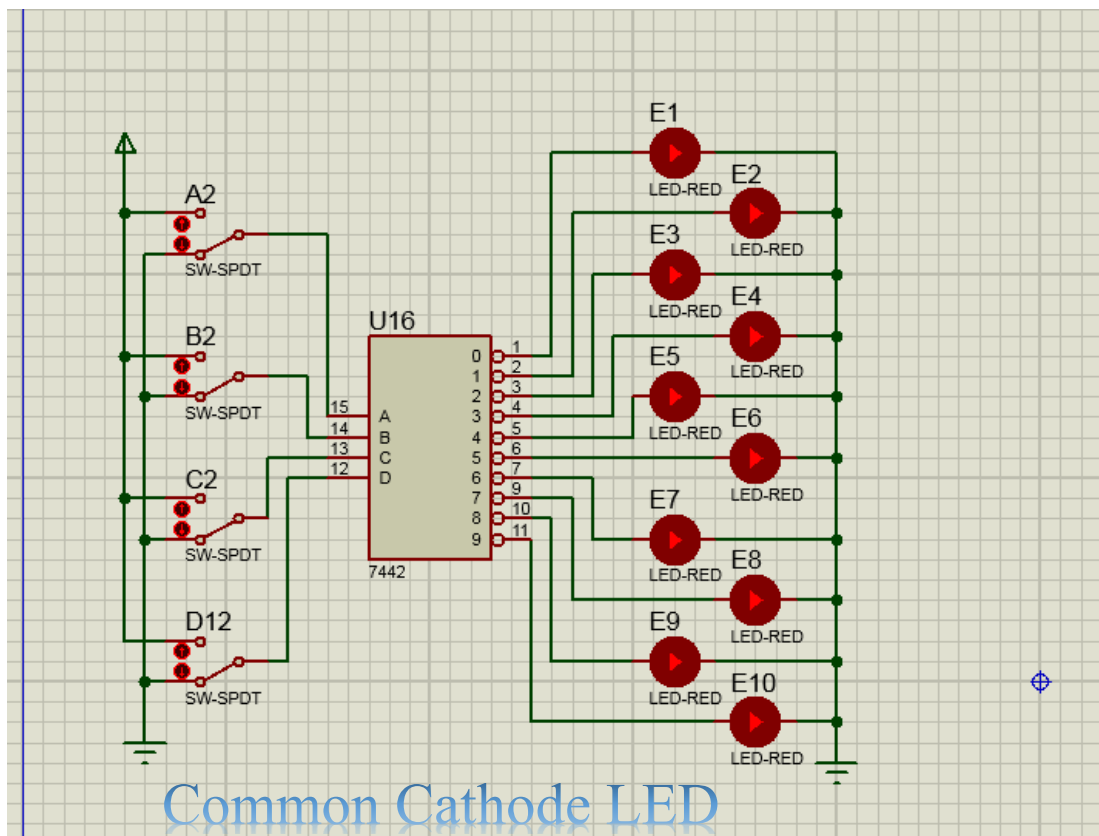 E1
LED-RED
E2
LED-RED
A2
SW-SPDT
E3
LED-RED
E4
LED-RED
U16
B2
SW-SPDT
E5
LED-RED
15 A
14 B
13 C
12 D
0 1
1 2
2 3
3 4
4 5
5 6
6 7
7 9
8 10
9 11
7442
E6
LED-RED
C2
SW-SPDT
E7
LED-RED
E8
LED-RED
D12
SW-SPDT
E9
LED-RED
E10
LED-RED
Common Cathode LED